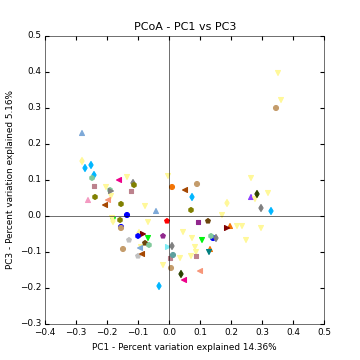 PCoA - PC1 vs PC3
0.5
0.4
0.3
0.2
0.1
0.0
−0.1
−0.2
−0.3
−0.4 −0.3 −0.2 −0.1 0.0 0.1 0.2 0.3 0.4 0.5
PC3 - Percent variation explained 5.16%
PC1 - Percent variation explained 14.36%